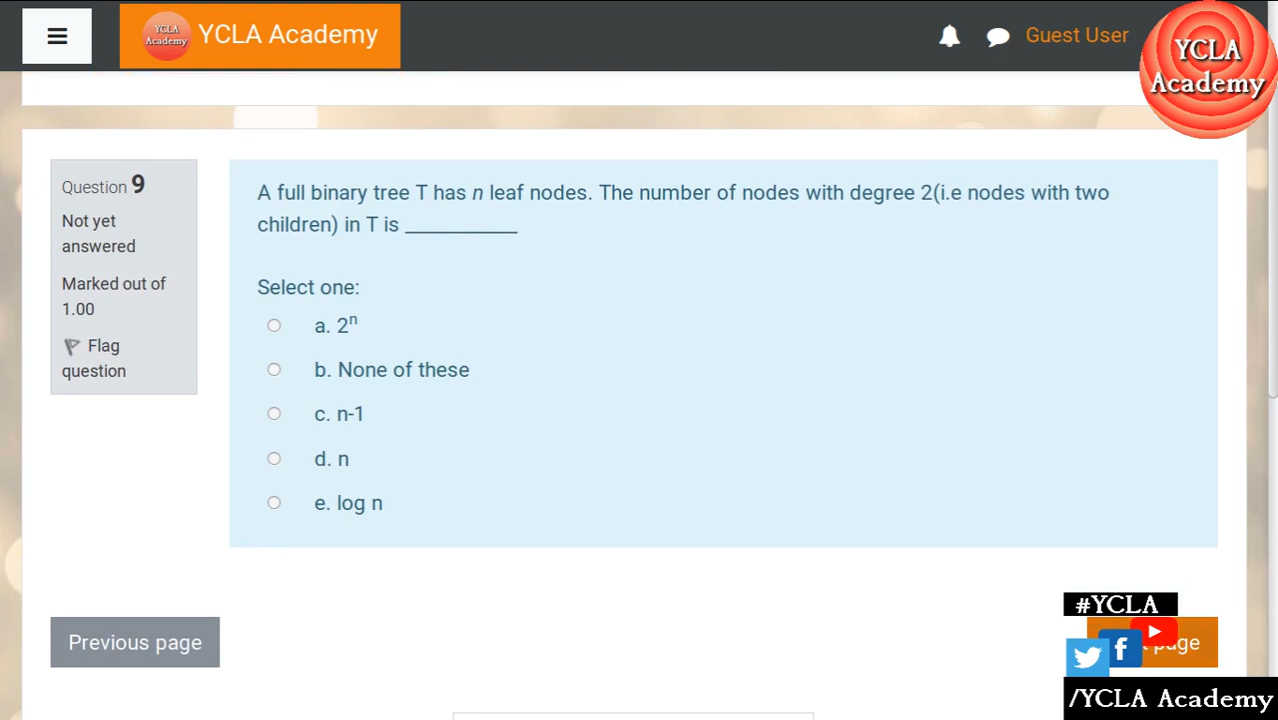 YCLA
Academy
YCLA Academy
Guest User
YCLA
Academy
Question 9
Not yet
answered
Marked out of
1.00
Flag
question
A full binary tree T has n leaf nodes. The number of nodes with degree 2(i.e nodes with two
children) in T is ___________
Select one:
a. 2ⁿ
b. None of these
c. n-1
d. n
e. log n
Previous page
#YCLA
page
/YCLA Academy